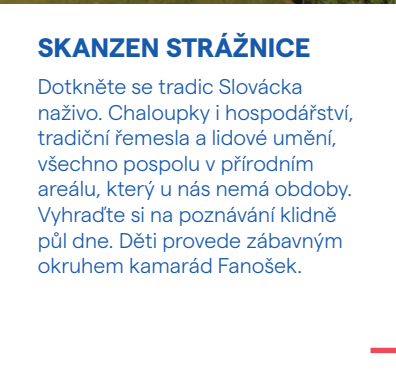 SKANZEN STRÁŽNICE
Dotkněte se tradic Slovácka
naživo. Chaloupky i hospodářství,
tradiční řemesla a lidové umění,
všechno pospolu v přírodním
areálu, který u nás nemá obdoby.
Vyhraďte si na poznávání klidně
půl dne. Děti provede zábavným
okruhem kamarád Fanošek.